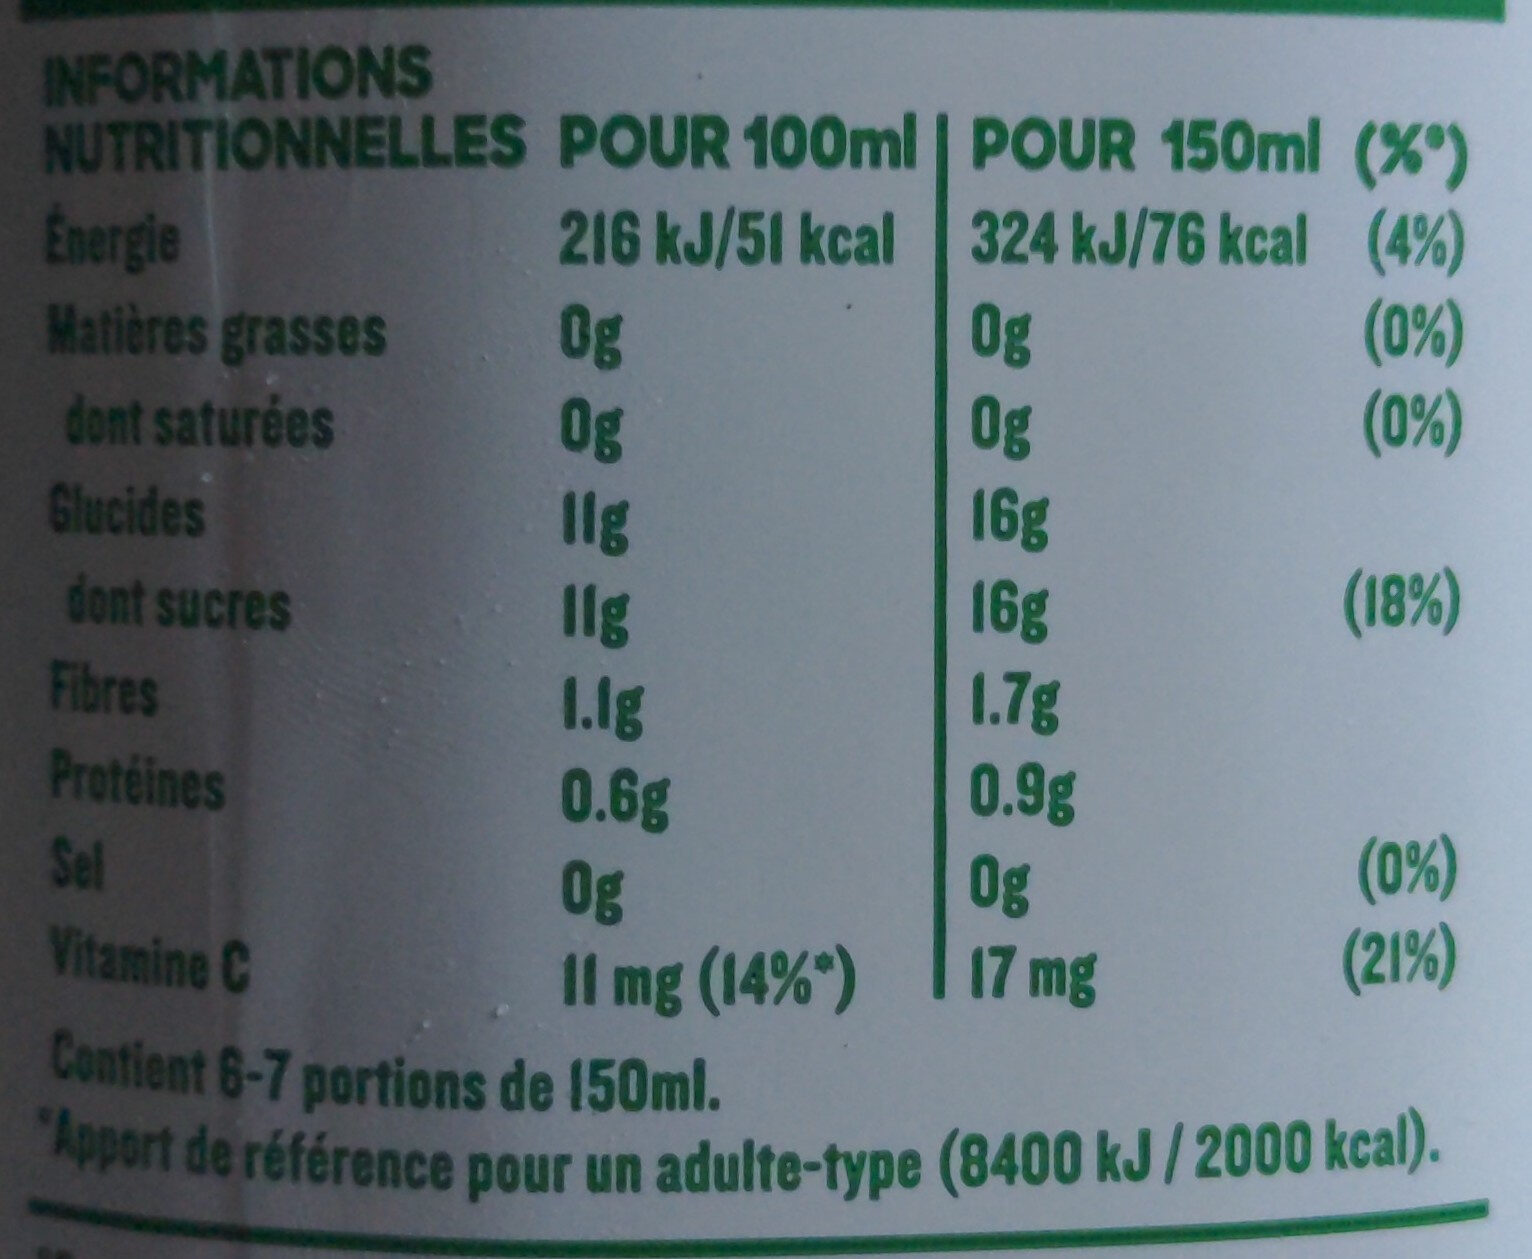 INFORMATIONS
NUTRITIONNELLES POUR 100ml POUR 150ml (%*)
Énergie 216 kJ/51 kcal 324 kJ/76 kcal (4%)
Matières grasses 0g 0g (0%)
dont saturées 0g 0g (0%)
Glucides 11g 16g
dont sucres 11g 16g (18%)
Fibres 1.1g 1.7g
Protéines 0.6g 0.9g
Sel 0g 0g (0%)
Vitamine C 11 mg (14%*) 17 mg (21%)
Contient 6-7 portions de 150ml.
*Apport de référence pour un adulte-type (8400 kJ / 2000 kcal).